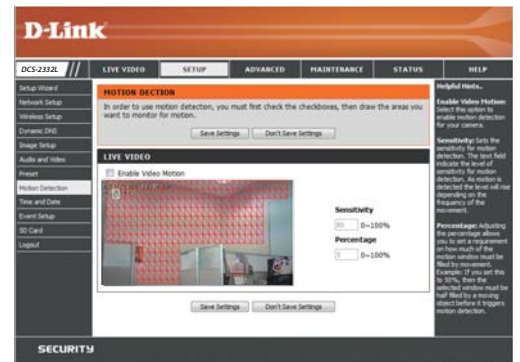 D-Link
DCS-2332L
LIVE VIDEO
SETUP
ADVANCED
MAINTENANCE
STATUS
HELP
Setup Wizard
Network Setup
Wireless Setup
Dynamic DNS
Image Setup
Audio and Video
Preset
Motion Detection
Time and Date
Event Setup
SD Card
Logout
MOTION DECTION
In order to use motion detection, you must first check the checkboxes, then draw the areas you
want to monitor for motion.
Save Settings
Don't Save Settings
LIVE VIDEO
Enable Video Motion
Sensitivity
0~100%
Percentage
5
0~100%
Save Settings
Don't Save Settings
Helpful Hints..
Enable Video Motion:
Select this option to
enable motion detection
for your camera.
Sensitivity: Sets the
sensitivity for motion
detection. The text field
indicate the level of
sensitivity for motion
detection. As motion is
detected the level will rise
depending on the
frequency of the
movement.
Percentage: Adjusting
the percentage allows
you to set a requirement
on how much of the
motion window must be
filled by movement.
Example: If you set this
to 50%, then the
selected window must be
half filled by a moving
object before it triggers
motion detection.
SECURITY